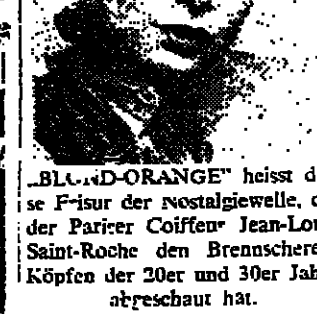 „BLOND-ORANGE" heisst d
se Frisur der Nostalgiewelle, d
der Pariser Coiffeur Jean-Lou
Saint-Roche den Brennschere
Köpfen der 20er und 30er Jah
abgeschaut hat.